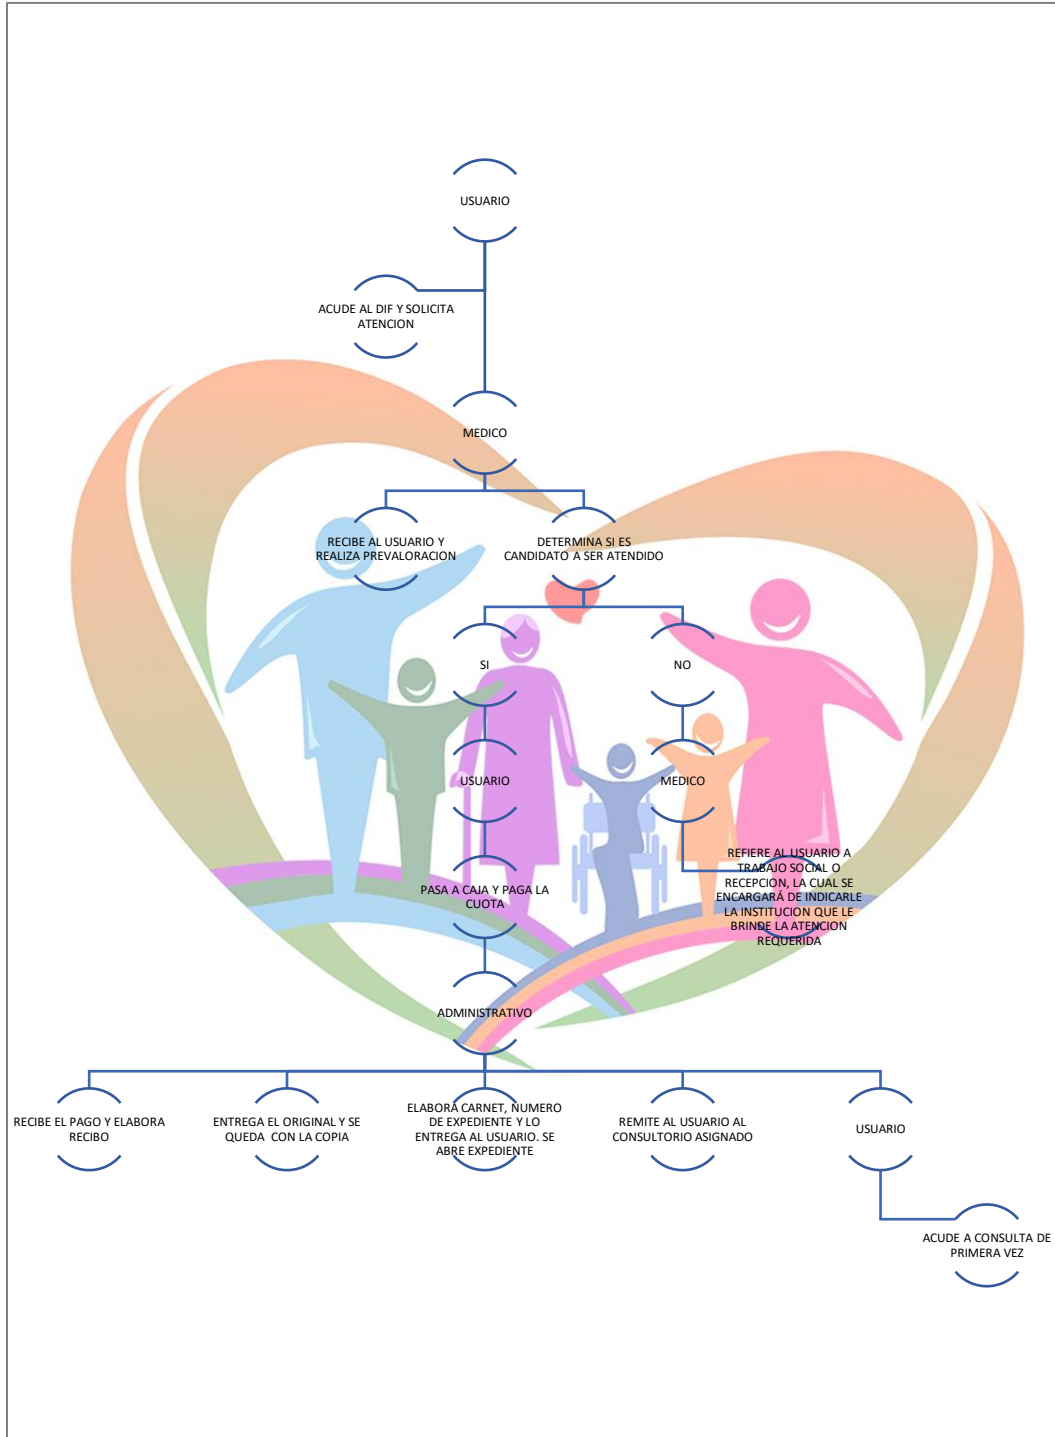 USUARIO
ACUDE AL DIF Y SOLICITA
ATENCION
MEDICO
RECIBE AL USUARIO Y
REALIZA PREVALORACION
DETERMINA SI ES
CANDIDATO A SER ATENDIDO
SI
NO
USUARIO
MEDICO
PASA A CAJA Y PAGA LA
CUOTA
REFIERE AL USUARIO A
TRABAJO SOCIAL O
RECEPCION, LA CUAL SE
ENCARGARÁ DE INDICARLE
LA INSTITUCION QUE LE
BRINDE LA ATENCION
REQUERIDA
ADMINISTRATIVO
RECIBE EL PAGO Y ELABORA
RECIBO
ENTREGA EL ORIGINAL Y SE
QUEDA CON LA COPIA
ELABORA CARNET, NUMERO
DE EXPEDIENTE Y LO
ENTREGA AL USUARIO. SE
ABRE EXPEDIENTE
REMITE AL USUARIO AL
CONSULTORIO ASIGNADO
USUARIO
ACUDE A CONSULTA DE
PRIMERA VEZ